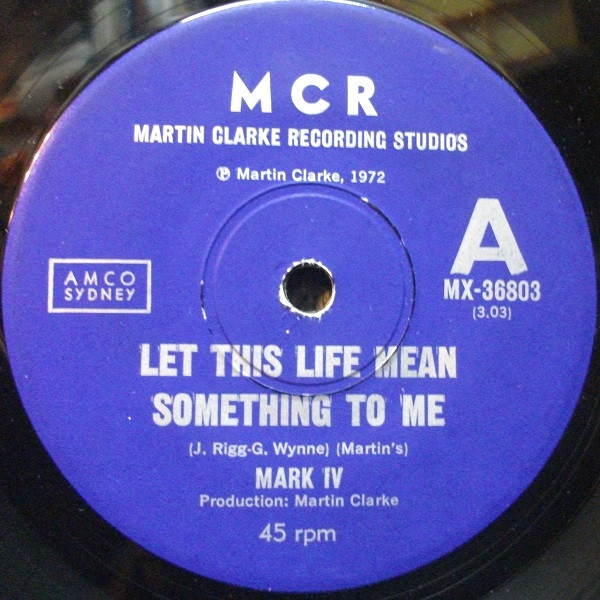 MCR
MARTIN CLARKE RECORDING STUDIOS
℗ Martin Clarke, 1972
A
MX-36803
(3.03)
AMCO
SYDNEY
LET THIS LIFE MEAN
SOMETHING TO ME
(J. Rigg-G. Wynne) (Martin's)
MARK IV
Production: Martin Clarke
45 rpm